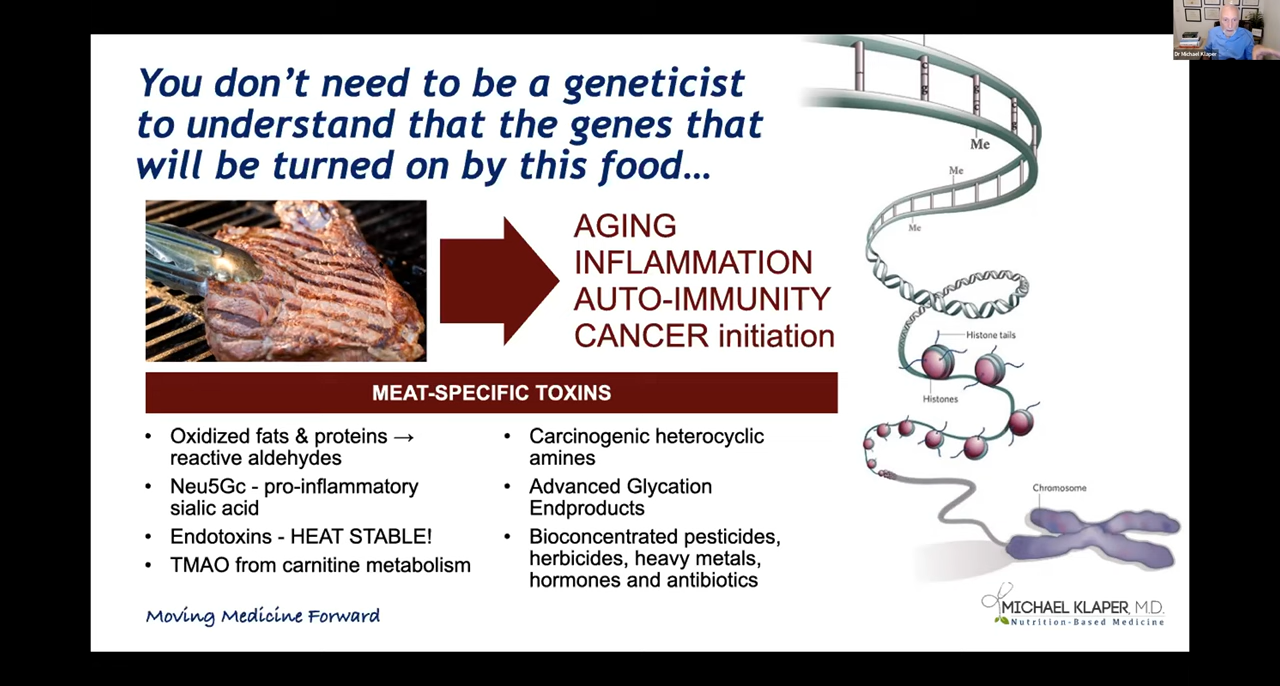 Dr Michael Klaper
You don't need to be a geneticist
to understand that the genes that
will be turned on by this food...
AGING
INFLAMMATION
AUTO-IMMUNITY
CANCER initiation
MEAT-SPECIFIC TOXINS
• Oxidized fats & proteins →
reactive aldehydes
• Neu5Gc - pro-inflammatory
sialic acid
• Endotoxins - HEAT STABLE!
• TMAO from carnitine metabolism
• Carcinogenic heterocyclic
amines
• Advanced Glycation
Endproducts
• Bioconcentrated pesticides,
herbicides, heavy metals,
hormones and antibiotics
Me
Me
Me
Histone tails
Histones
Chromosome
Moving Medicine Forward
MICHAEL KLAPER, M.D.
Nutrition-Based Medicine